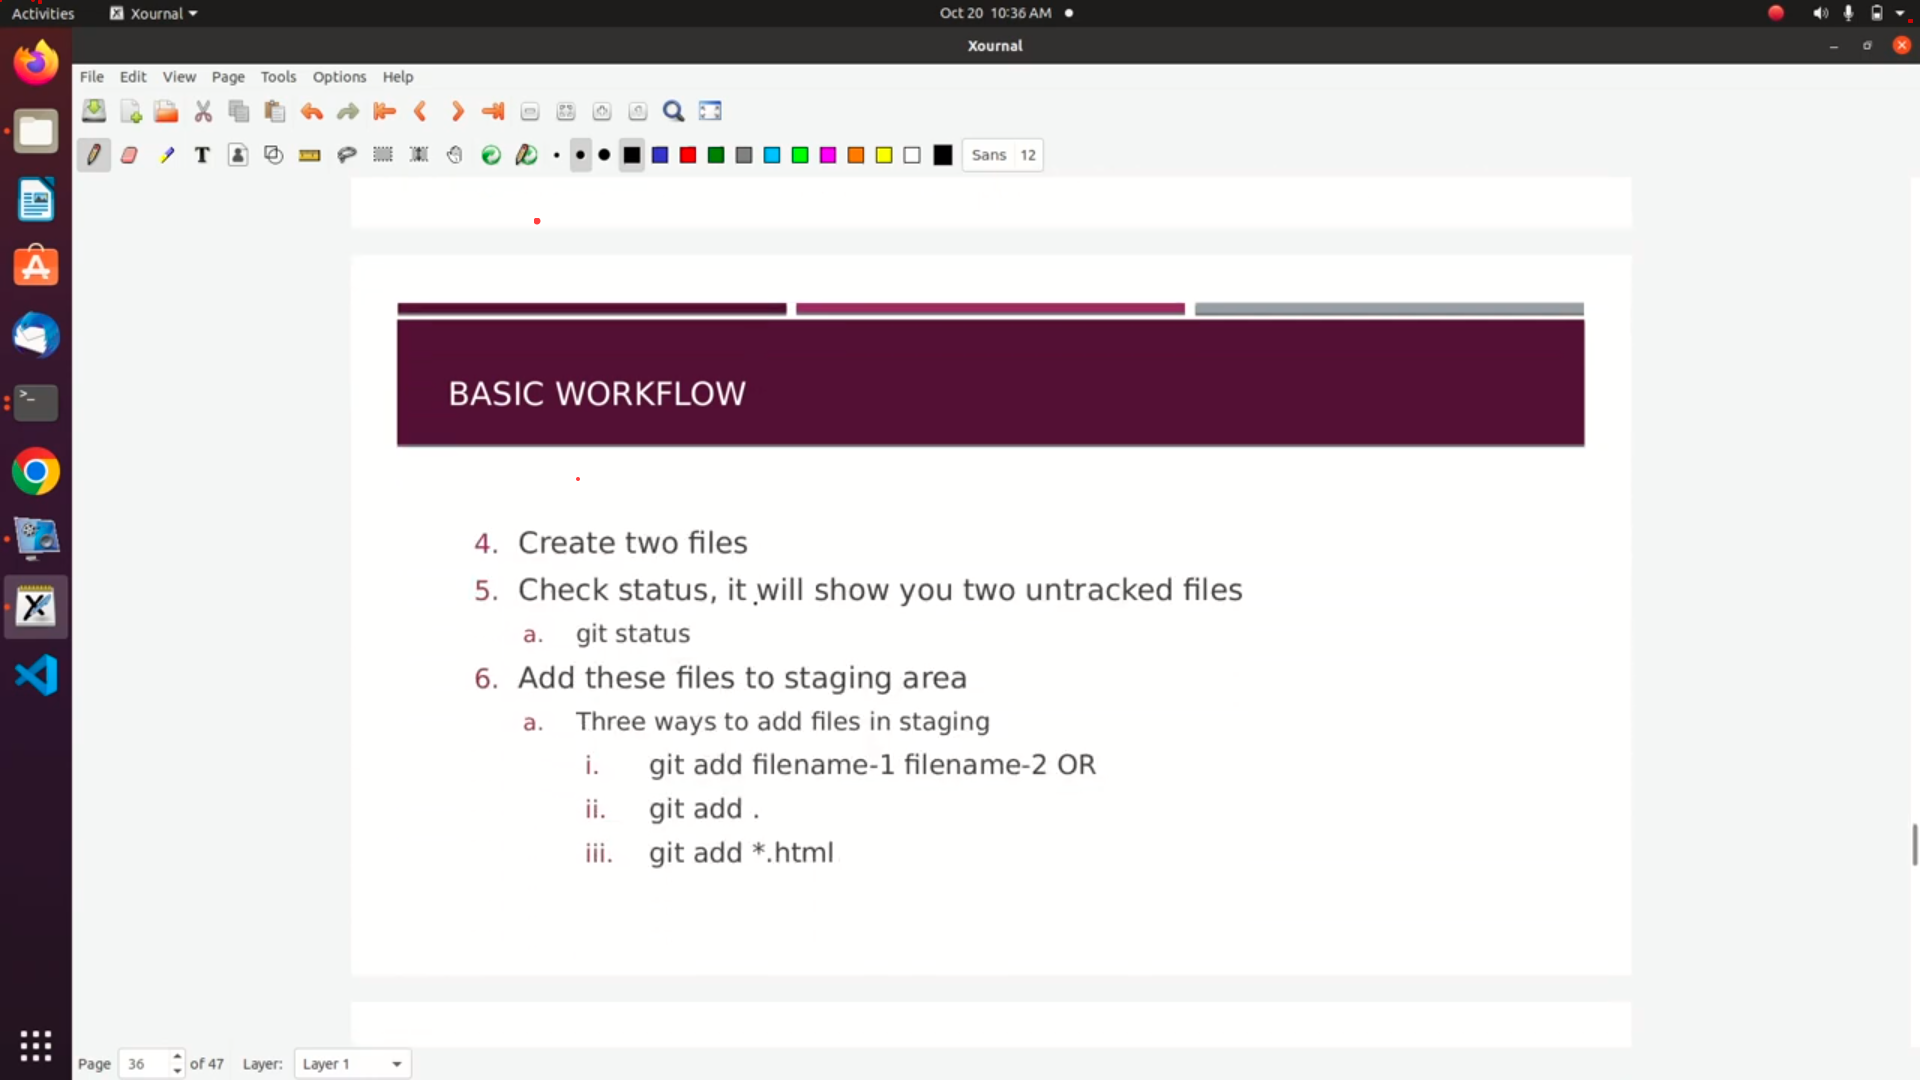 Activities
Xournal
Oct 20 10:36 AM
Xournal
File Edit View Page Tools Options Help
T
Sans 12
BASIC WORKFLOW
4. Create two files
5. Check status, it will show you two untracked files
a. git status
6. Add these files to staging area
a. Three ways to add files in staging
i. git add filename-1 filename-2 OR
ii. git add .
iii. git add *.html
Page 36 of 47 Layer: Layer 1